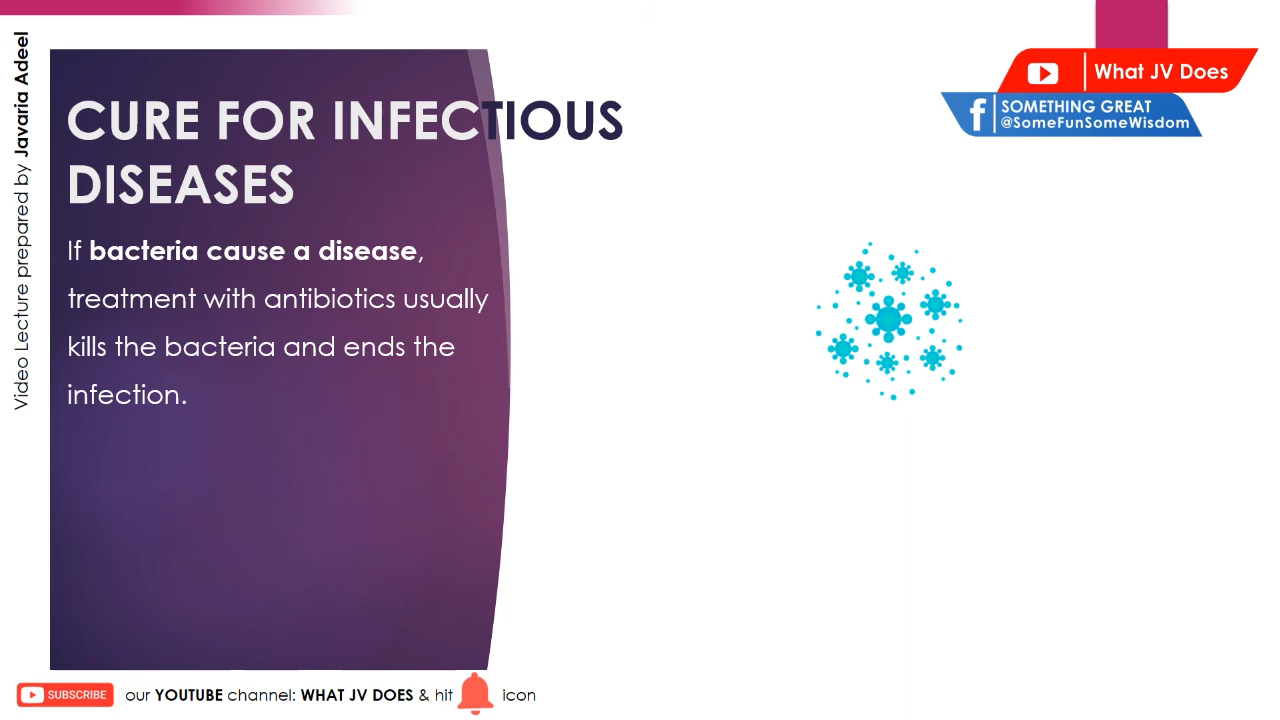 Video Lecture prepared by Javaria Adeel
CURE FOR INFECTIOUS
DISEASES
If bacteria cause a disease,
treatment with antibiotics usually
kills the bacteria and ends the
infection.
What JV Does
SOMETHING GREAT
@SomeFunSomeWisdom
SUBSCRIBE our YOUTUBE channel: WHAT JV DOES & hit icon